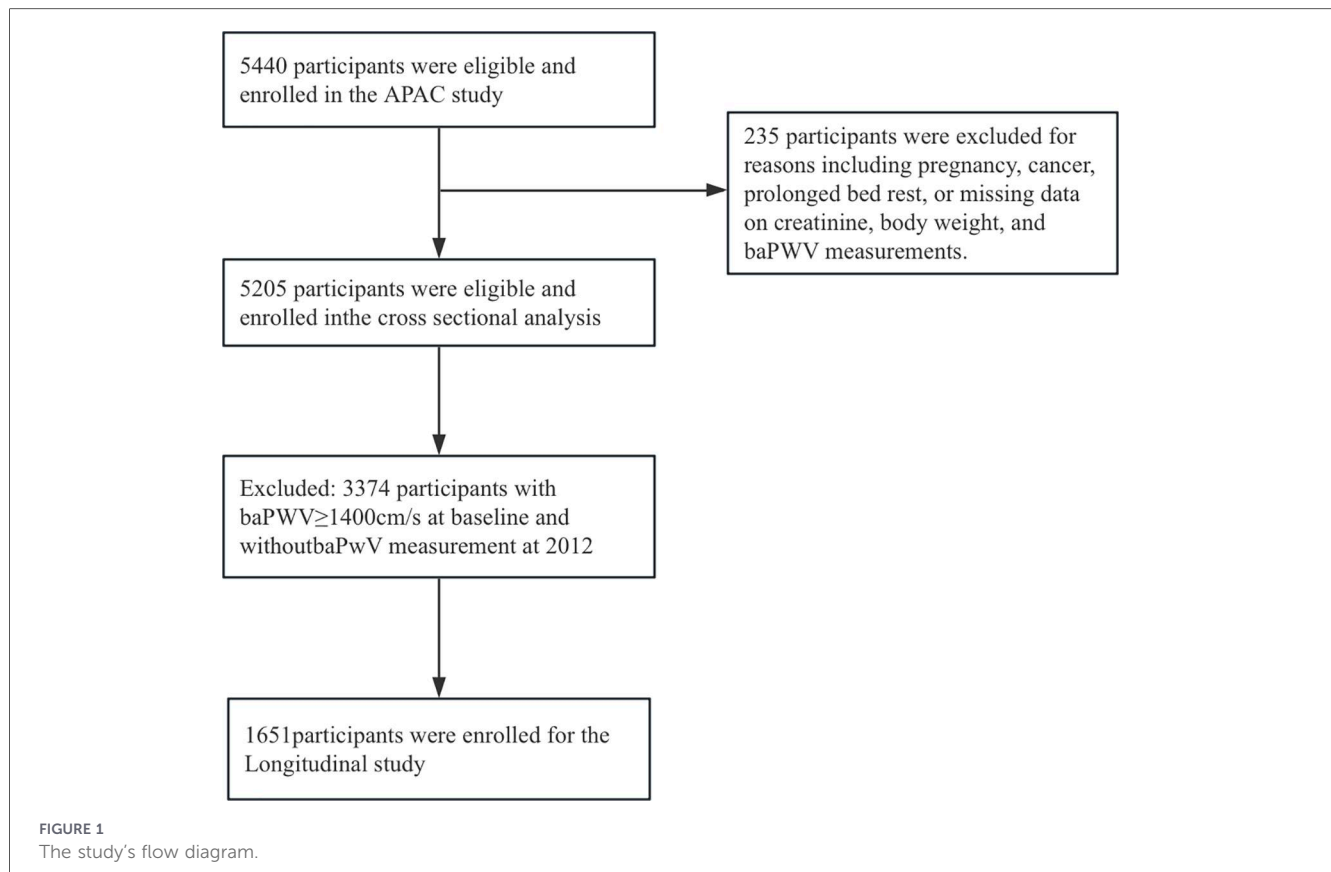 5440 participants were eligible and
enrolled in the APAC study
235 participants were excluded for
reasons including pregnancy, cancer,
prolonged bed rest, or missing data
on creatinine, body weight, and
baPWV measurements.
5205 participants were eligible and
enrolled inthe cross sectional analysis
Excluded: 3374 participants with
baPWV≥1400cm/s at baseline and
withoutbaPwV measurement at 2012
1651participants were enrolled for the
Longitudinal study
FIGURE 1
The study's flow diagram.